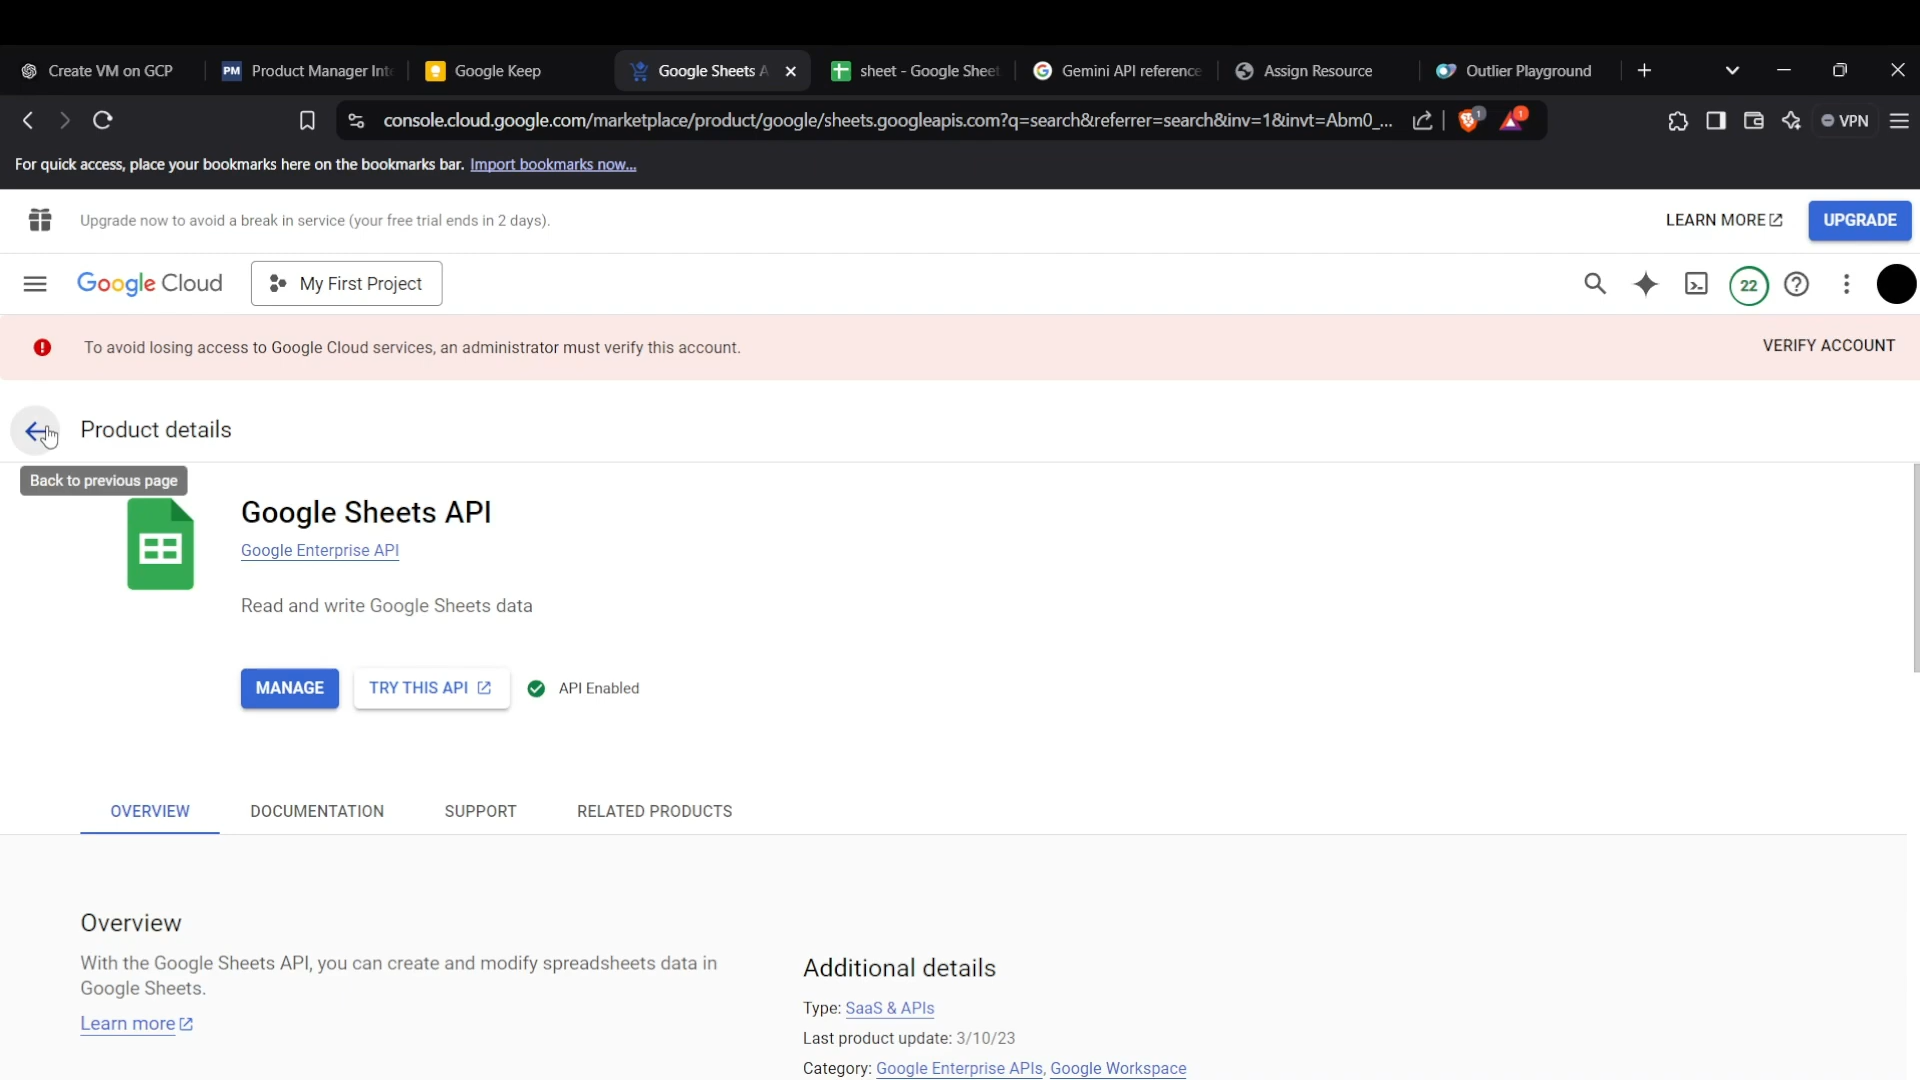 Create VM on GCP
PM Product Manager Inte
Google Keep
Google Sheets A
sheet - Google Sheet
Gemini API reference
Assign Resource
Outlier Playground
console.cloud.google.com/marketplace/product/google/sheets.googleapis.com?q=search&referrer=search&inv=1&invt=Abm0_...
1
1
VPN
For quick access, place your bookmarks here on the bookmarks bar. Import bookmarks now...
Upgrade now to avoid a break in service (your free trial ends in 2 days).
LEARN MORE
UPGRADE
Google Cloud
My First Project
22
To avoid losing access to Google Cloud services, an administrator must verify this account.
VERIFY ACCOUNT
Product details
Back to previous page
Google Sheets API
Google Enterprise API
Read and write Google Sheets data
MANAGE
TRY THIS API
API Enabled
OVERVIEW
DOCUMENTATION
SUPPORT
RELATED PRODUCTS
Overview
With the Google Sheets API, you can create and modify spreadsheets data in
Google Sheets.
Learn more
Additional details
Type: SaaS & APIs
Last product update: 3/10/23
Category: Google Enterprise APIs, Google Workspace